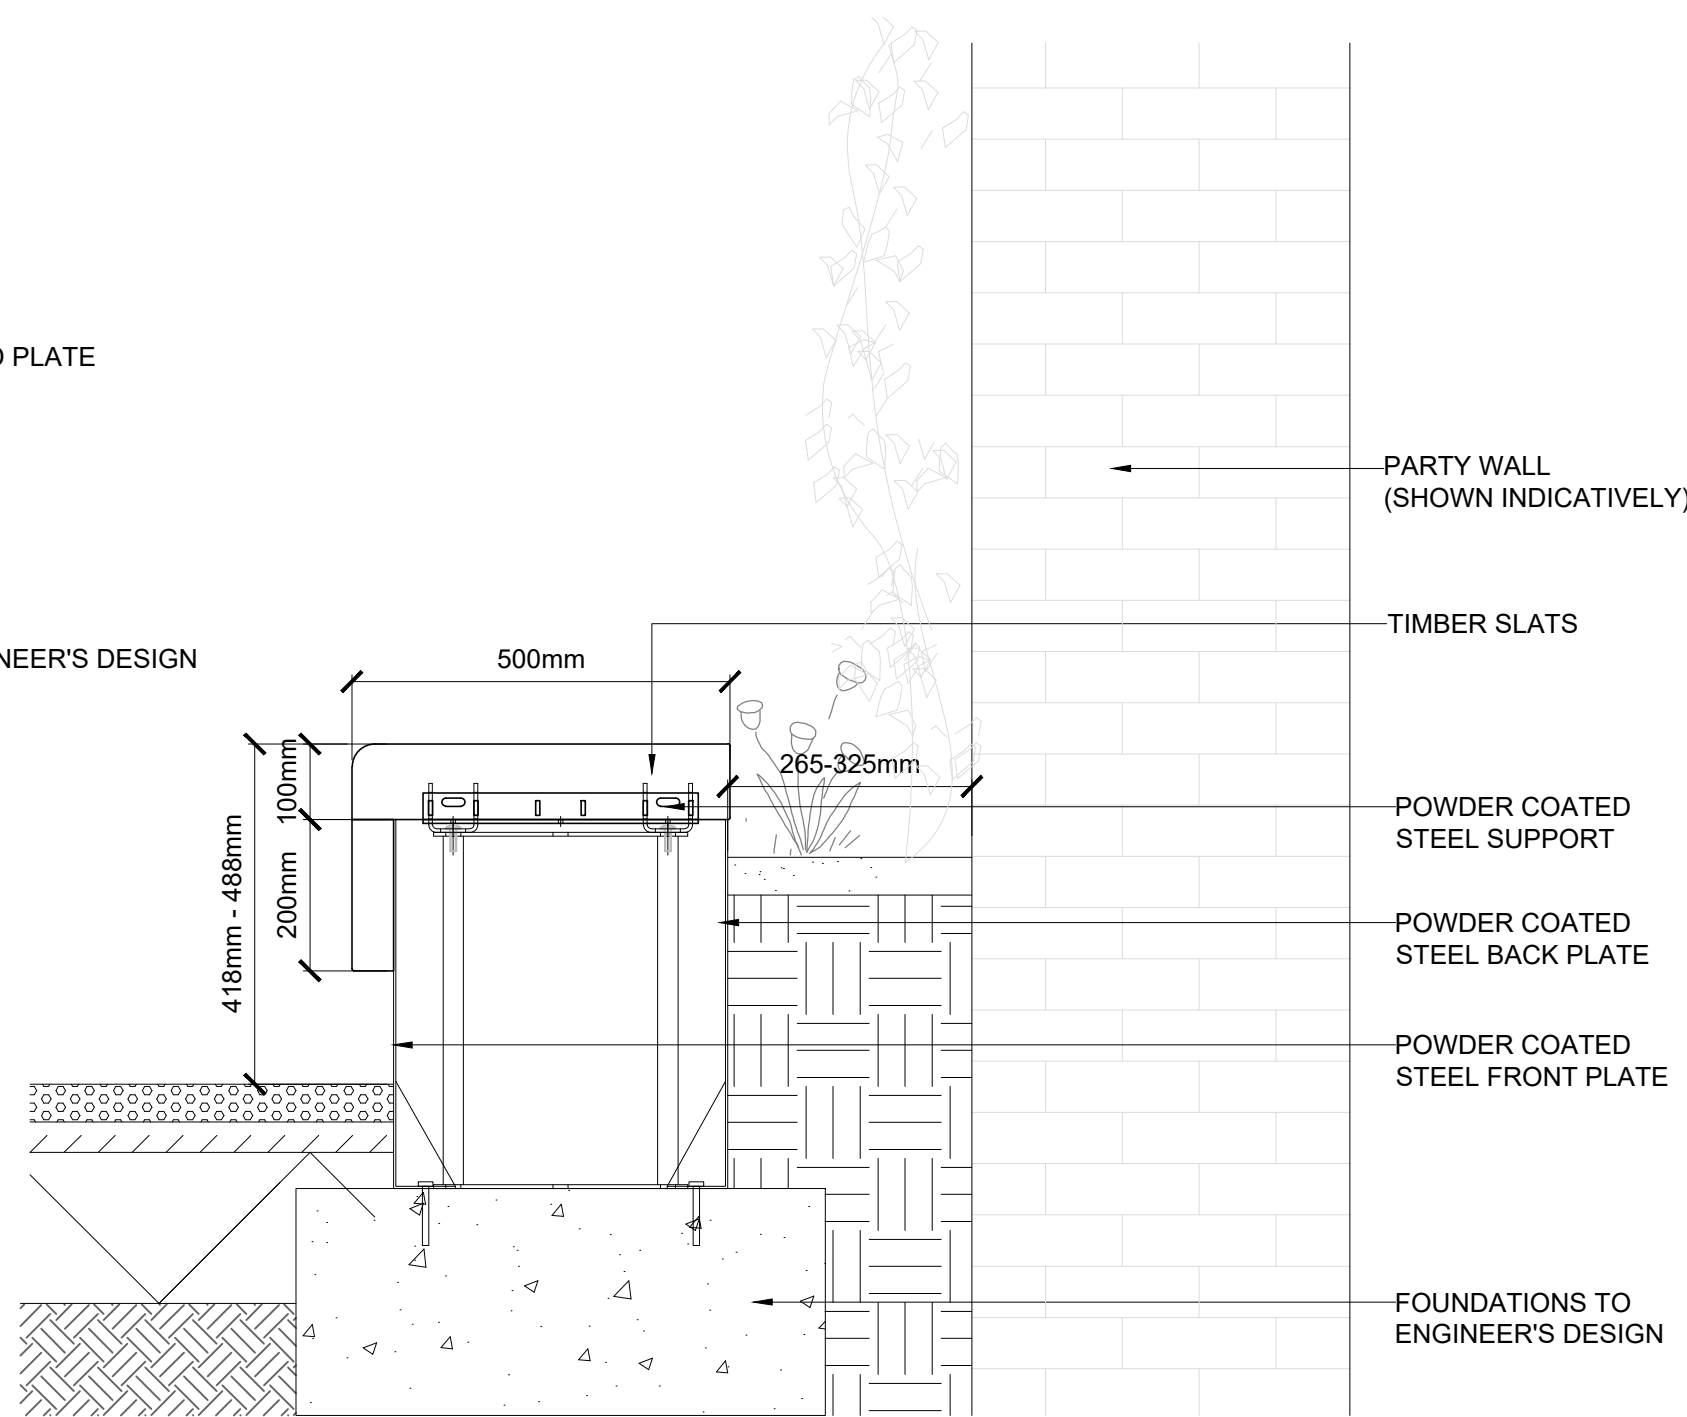 PLATE
PARTY WALL
(SHOWN INDICATIVELY)
TIMBER SLATS
DESIGN
500mm
265-325mm
100mm
POWDER COATED
STEEL SUPPORT
418mm - 488mm
200mm
POWDER COATED
STEEL BACK PLATE
POWDER COATED
STEEL FRONT PLATE
FOUNDATIONS TO
ENGINEER'S DESIGN